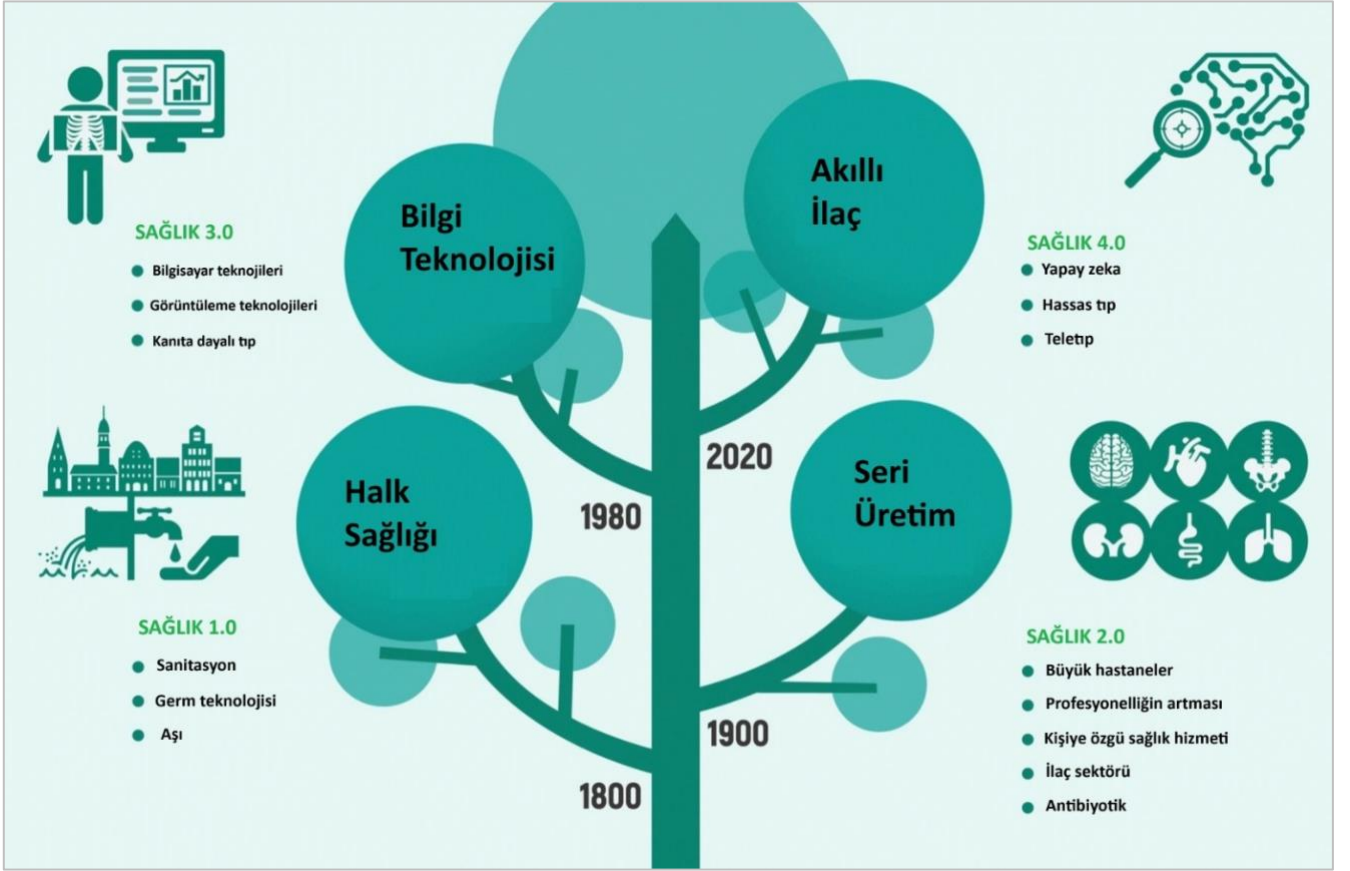 SAĞLIK 3.0
Bilgisayar teknojileri
Görüntüleme teknolojileri
Kanıta dayalı tıp
Bilgi
Teknolojisi
1980
Akıllı
İlaç
2020
SAĞLIK 4.0
Yapay zeka
Hassas tıp
Teletıp
SAĞLIK 1.0
Sanitasyon
Germ teknolojisi
Aşı
Halk
Sağlığı
1800
Seri
Üretim
1900
SAĞLIK 2.0
Büyük hastaneler
Profesyonelliğin artması
Kişiye özgü sağlık hizmeti
İlaç sektörü
Antibiyotik